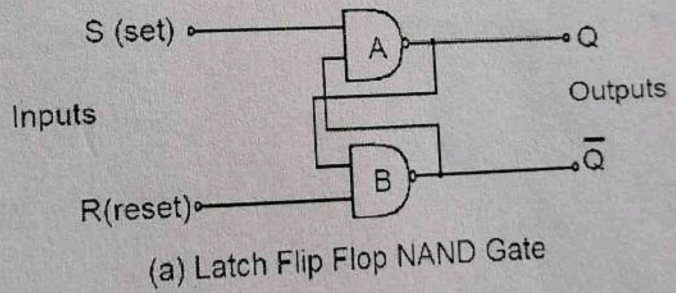 S (set)
A
Q
Inputs
Outputs
B
Q̅
R(reset)
(a) Latch Flip Flop NAND Gate